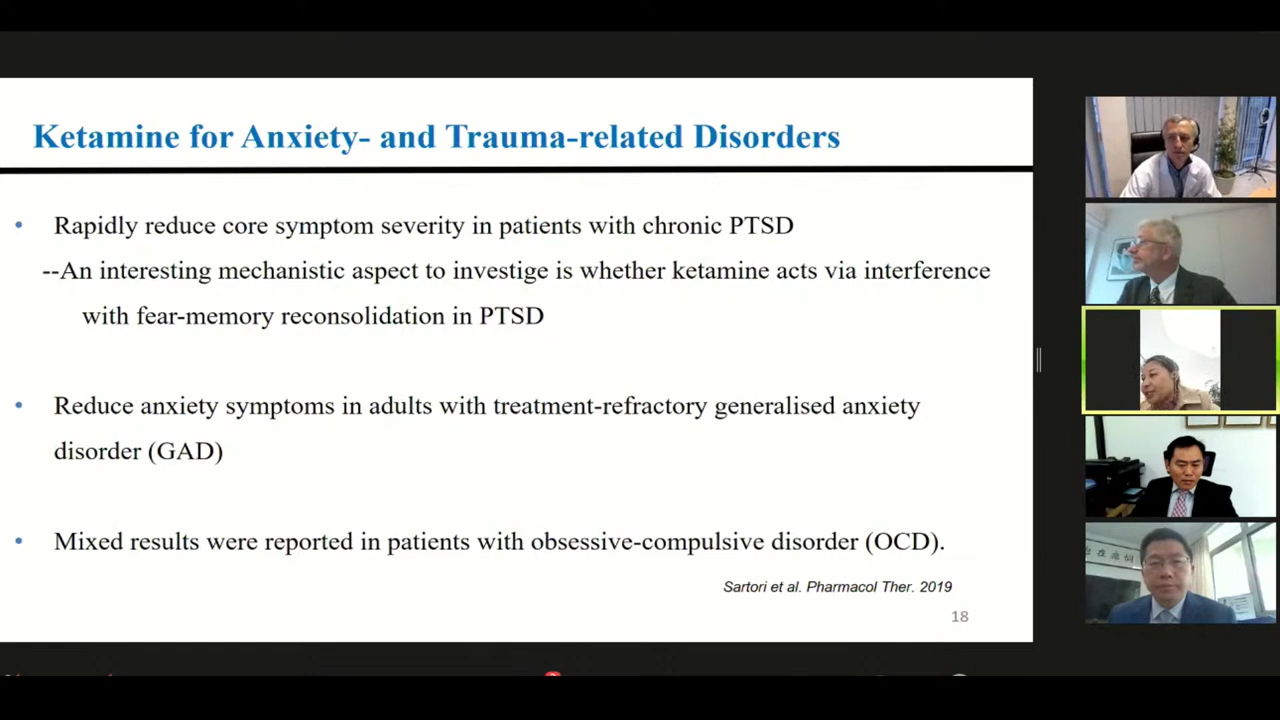 Ketamine for Anxiety- and Trauma-related Disorders
• Rapidly reduce core symptom severity in patients with chronic PTSD
--An interesting mechanistic aspect to investige is whether ketamine acts via interference
with fear-memory reconsolidation in PTSD
• Reduce anxiety symptoms in adults with treatment-refractory generalised anxiety
disorder (GAD)
• Mixed results were reported in patients with obsessive-compulsive disorder (OCD).
Sartori et al. Pharmacol Ther. 2019
18